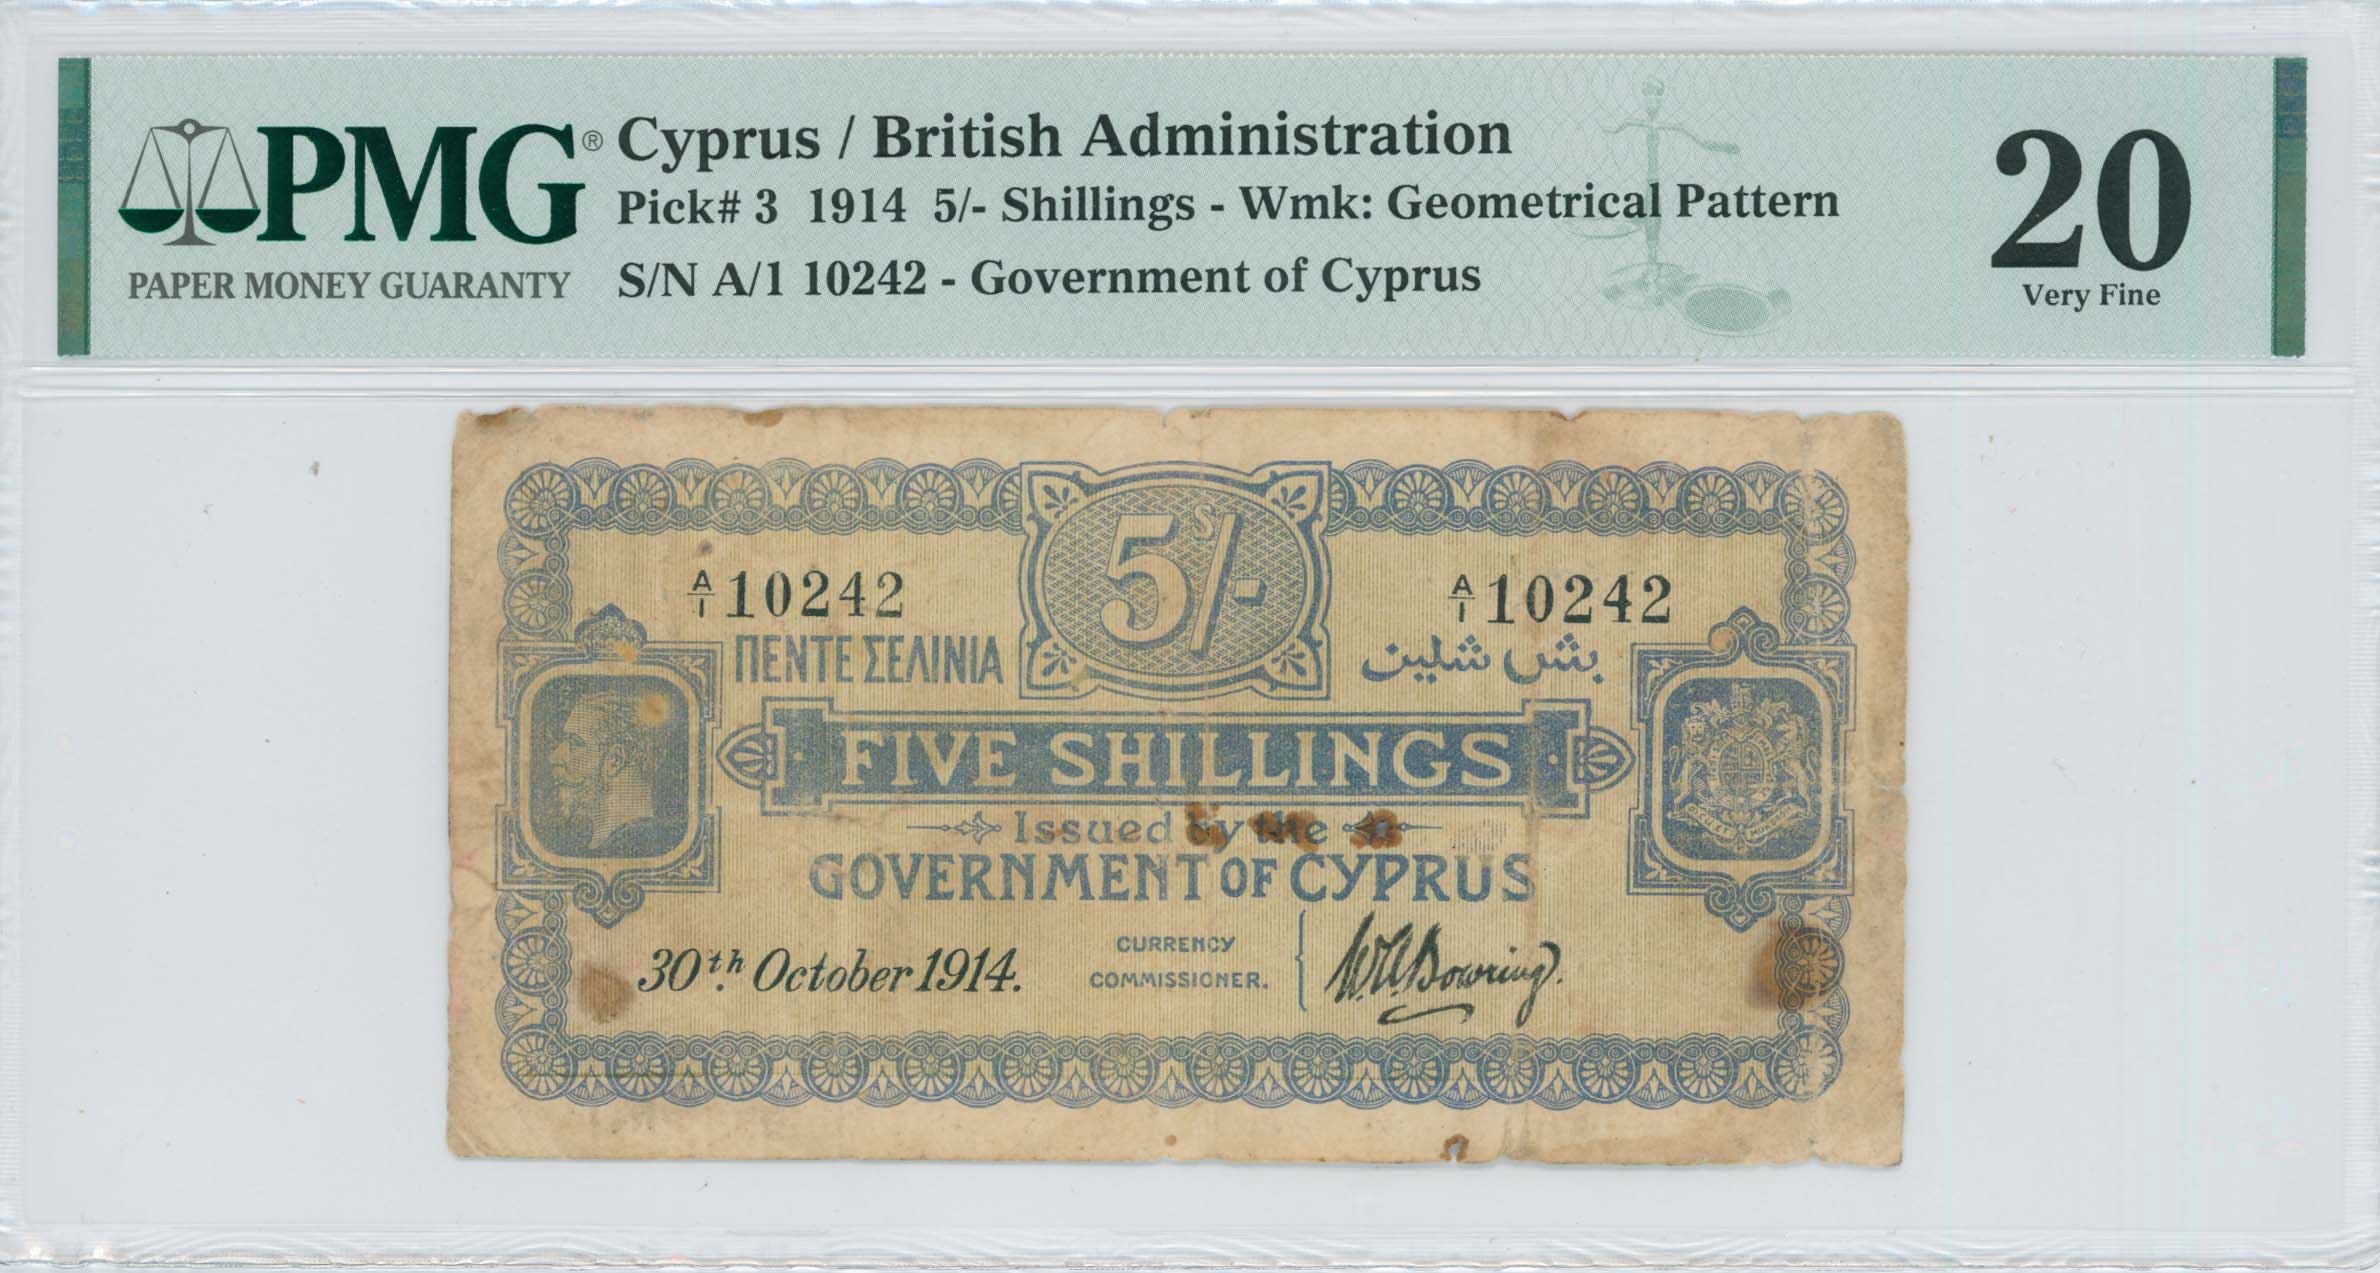 PMG®
PAPER MONEY GUARANTY
Cyprus / British Administration
Pick# 3 1914 5/- Shillings - Wmk: Geometrical Pattern
S/N A/1 10242 - Government of Cyprus
20
Very Fine
5S/-
A/1 10242
A/1 10242
ΠΕΝΤΕ ΣΕΛΙΝΙΑ
بش شلين
· FIVE SHILLINGS ·
Issued by the
GOVERNMENT OF CYPRUS
30th. October 1914.
CURRENCY
COMMISSIONER.
W.A. Bowring